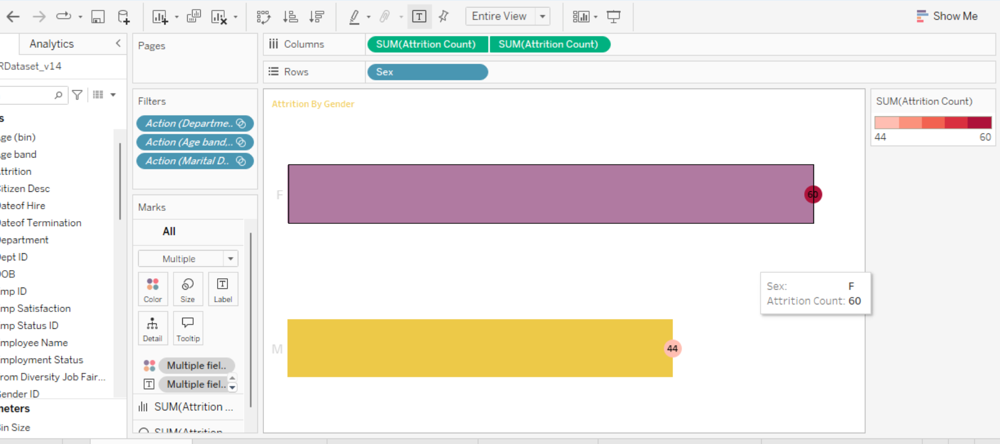 Entire View
Show Me
Analytics
RDataset_v14
s
ge (bin)
ge band
ttrition
itizen Desc
ateof Hire
ateof Termination
epartment
ept ID
OB
mp ID
mp Satisfaction
mp Status ID
mployee Name
mployment Status
rom Diversity Job Fair...
Gender ID
neters
in Size
Pages
Filters
Action (Departme..
Action (Age band,..
Action (Marital D..
Marks
All
Multiple
Color
Size
Label
Detail
Tooltip
Multiple fiel..
Multiple fiel..
SUM(Attrition ...
SUM(Attrition
Columns
SUM(Attrition Count)
SUM(Attrition Count)
Rows
Sex
Attrition By Gender
F
60
M
44
Sex: F
Attrition Count: 60
SUM(Attrition Count)
44
60